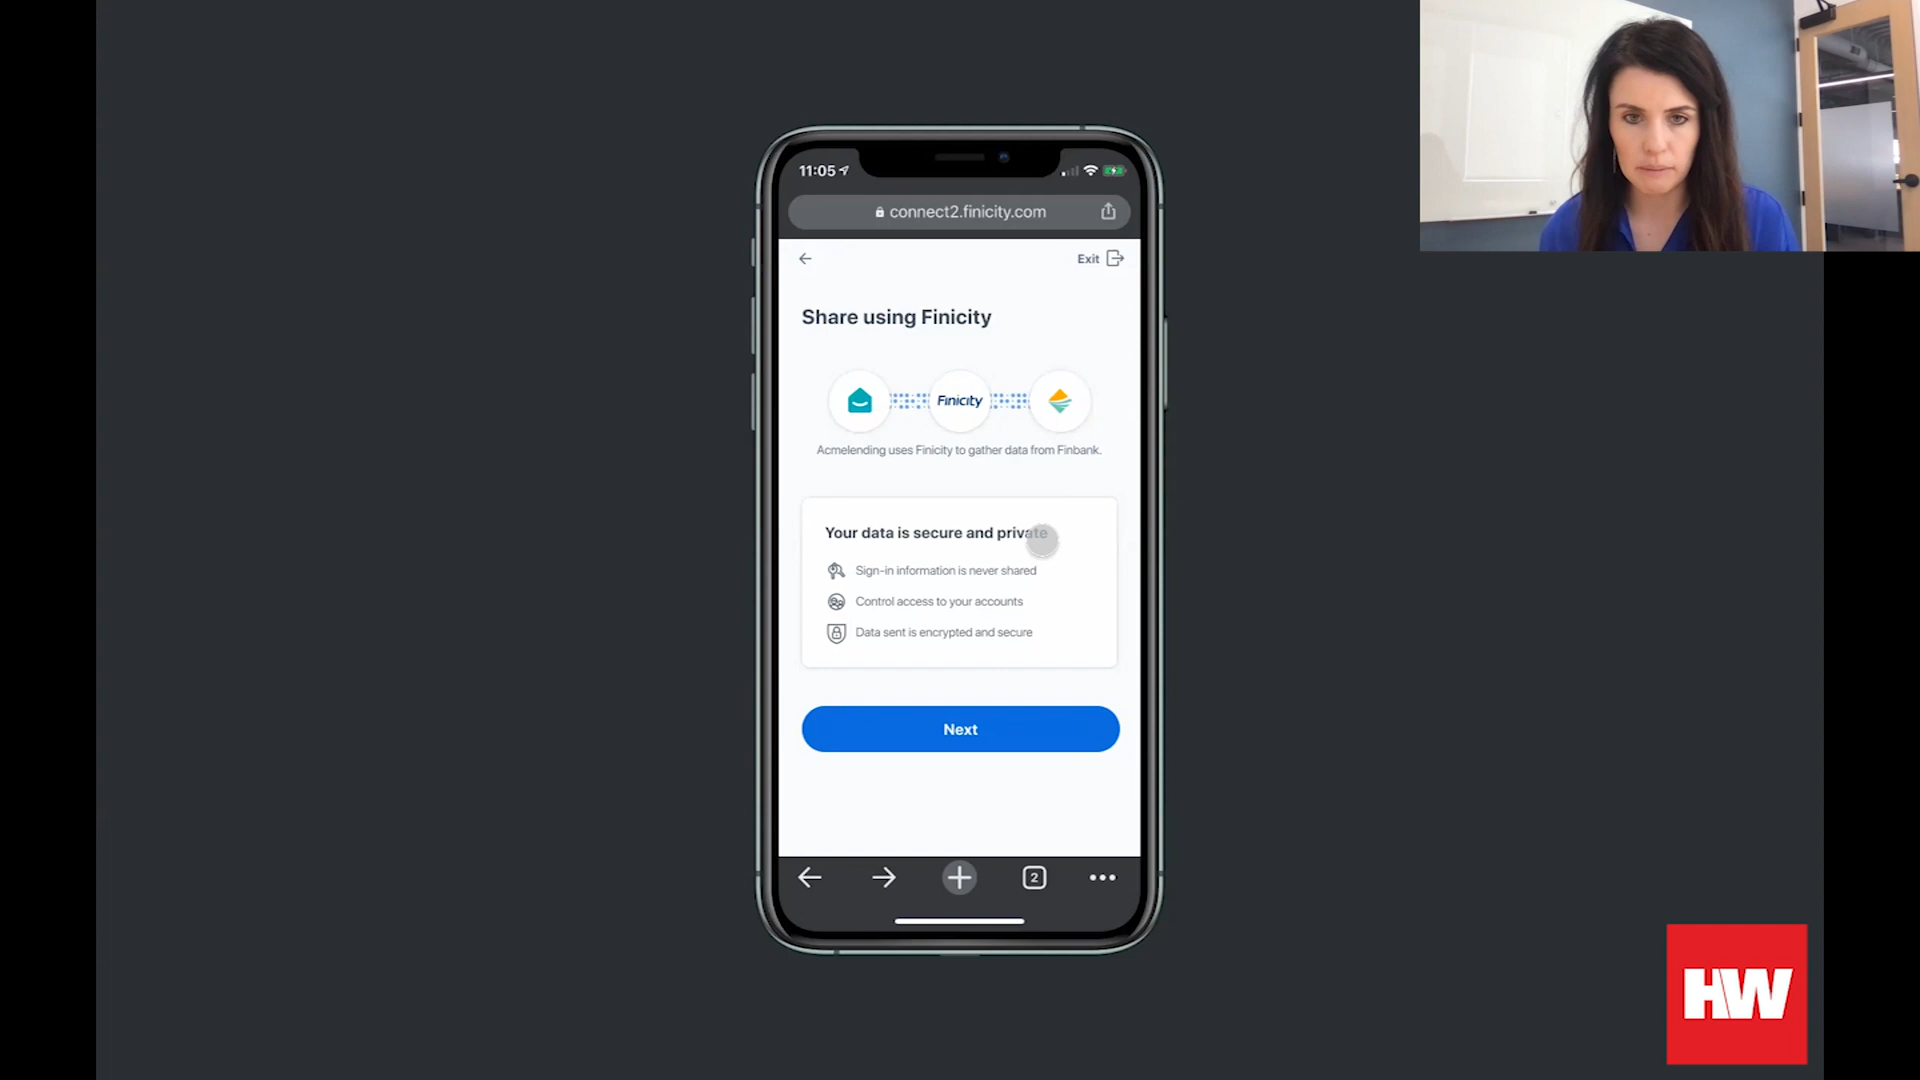 11:05
connect2.finicity.com
Exit
Share using Finicity
Finicity
Acmelending uses Finicity to gather data from Finbank.
Your data is secure and private
Sign-in information is never shared
Control access to your accounts
Data sent is encrypted and secure
Next
2
HW